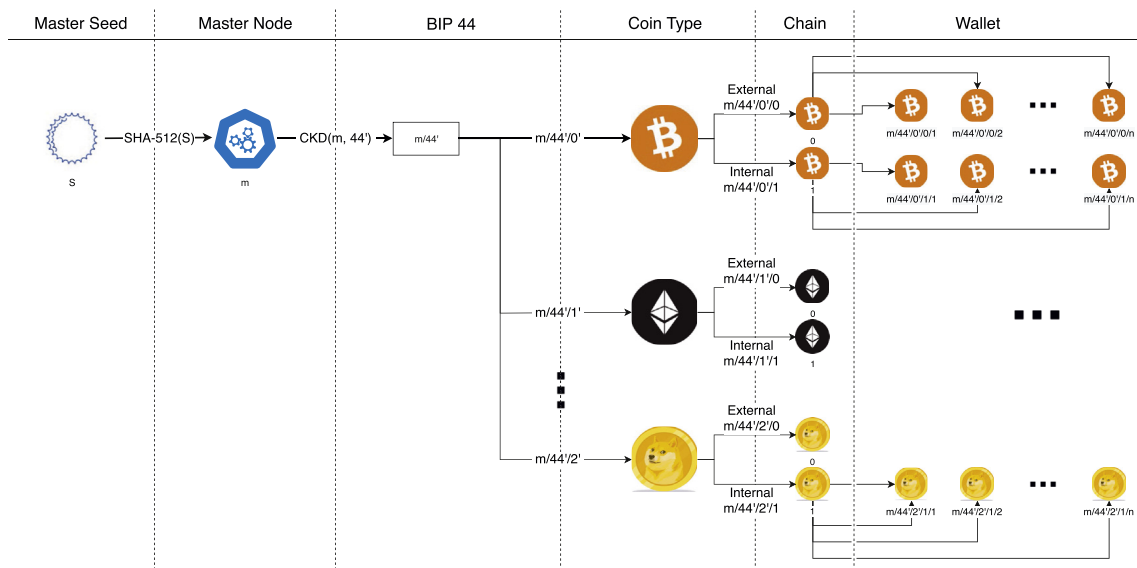 Master Seed
Master Node
BIP 44
Coin Type
Chain
Wallet
S
SHA-512(S)
m
CKD(m, 44')
m/44'
m/44'/0'
External
m/44'/0'/0
0
m/44'/0'/0/1
m/44'/0'/0/2
m/44'/0'/0/n
Internal
m/44'/0'/1
1
m/44'/0'/1/1
m/44'/0'/1/2
m/44'/0'/1/n
m/44'/1'
External
m/44'/1'/0
0
Internal
m/44'/1'/1
1
m/44'/2'
External
m/44'/2'/0
0
Internal
m/44'/2'/1
1
m/44'/2'/1/1
m/44'/2'/1/2
m/44'/2'/1/n